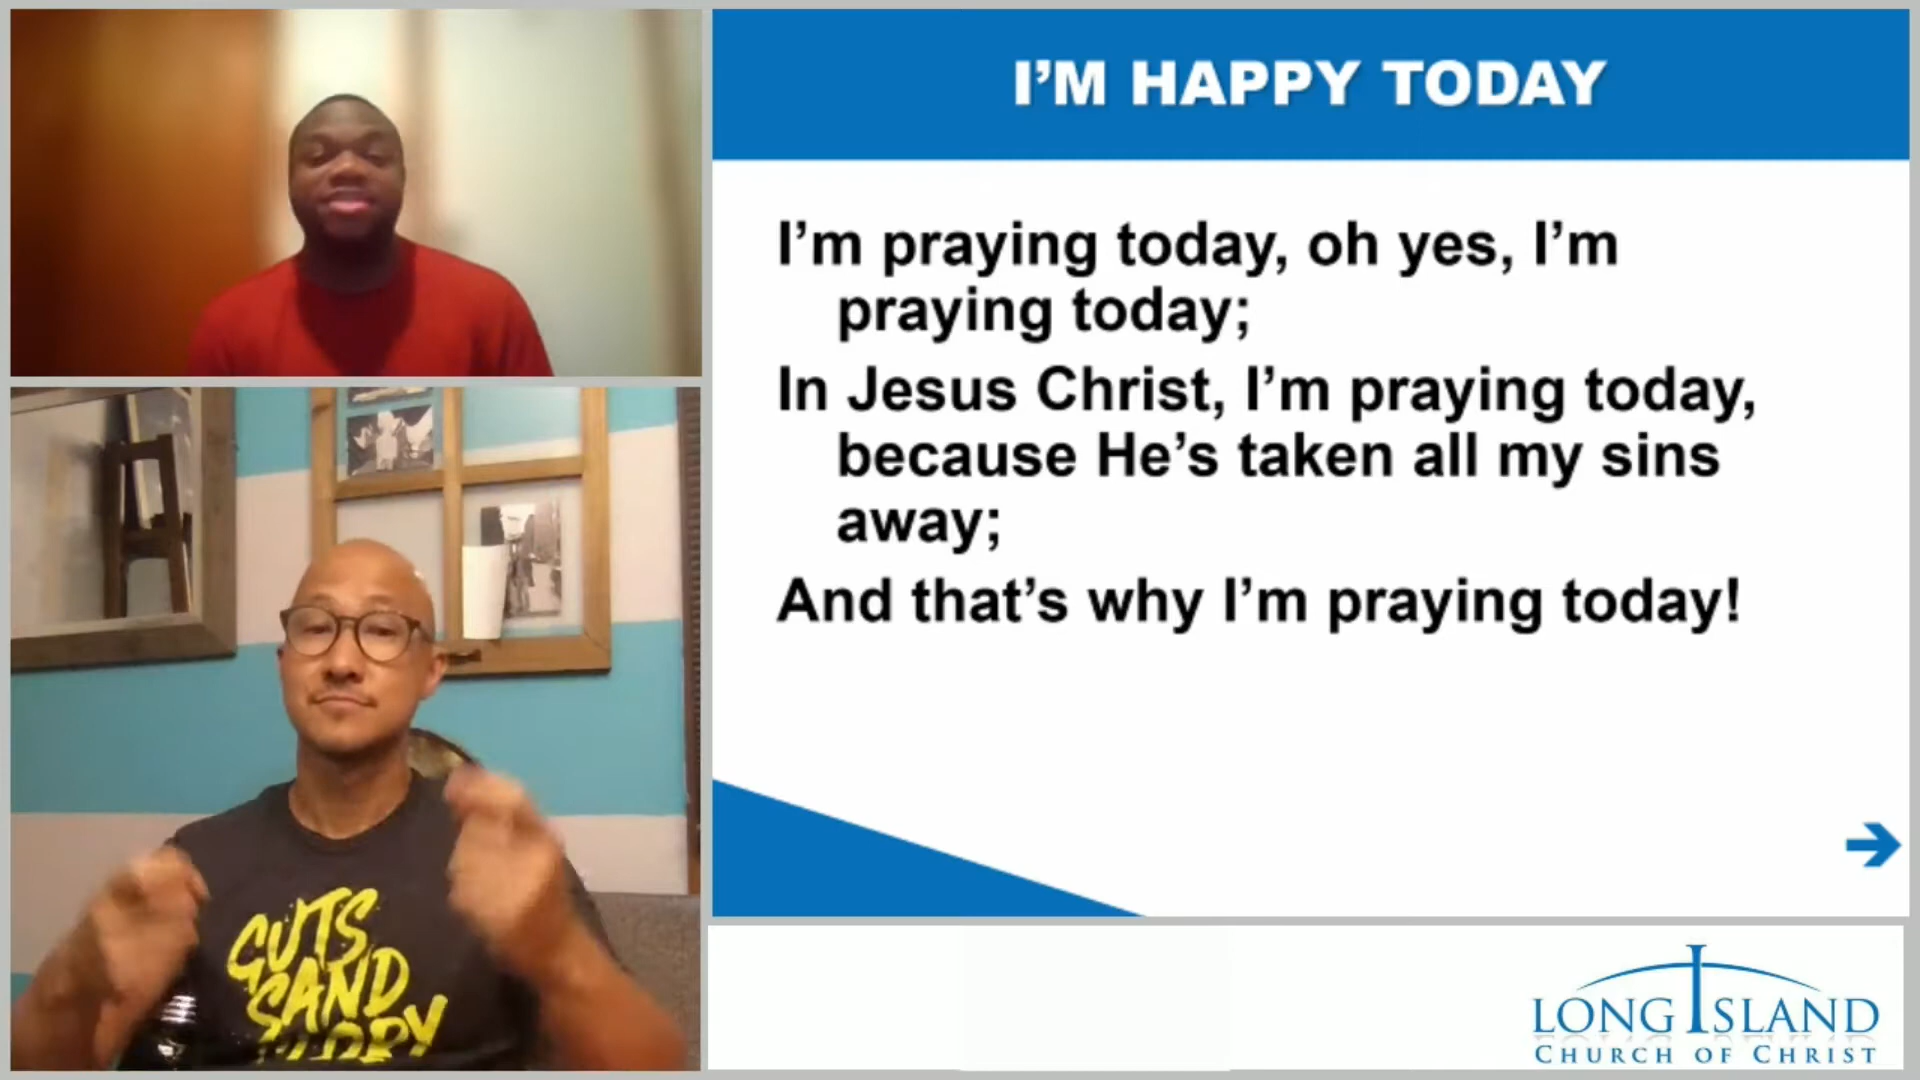 I'M HAPPY TODAY
I'm praying today, oh yes, I'm
praying today;
In Jesus Christ, I'm praying today,
because He's taken all my sins
away;
And that's why I'm praying today!
GUTS
AND
LONG ISLAND
CHURCH OF CHRIST